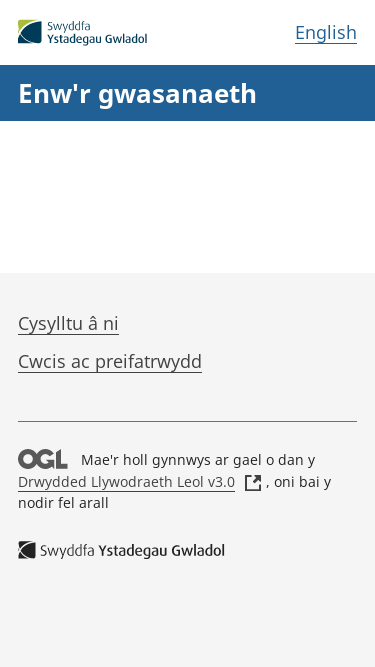 Swyddfa
Ystadegau Gwladol
English
Enw'r gwasanaeth
Cysylltu â ni
Cwcis ac preifatrwydd
OGL Mae'r holl gynnwys ar gael o dan y
Drwydded Llywodraeth Leol v3.0 , oni bai y
nodir fel arall
Swyddfa Ystadegau Gwladol